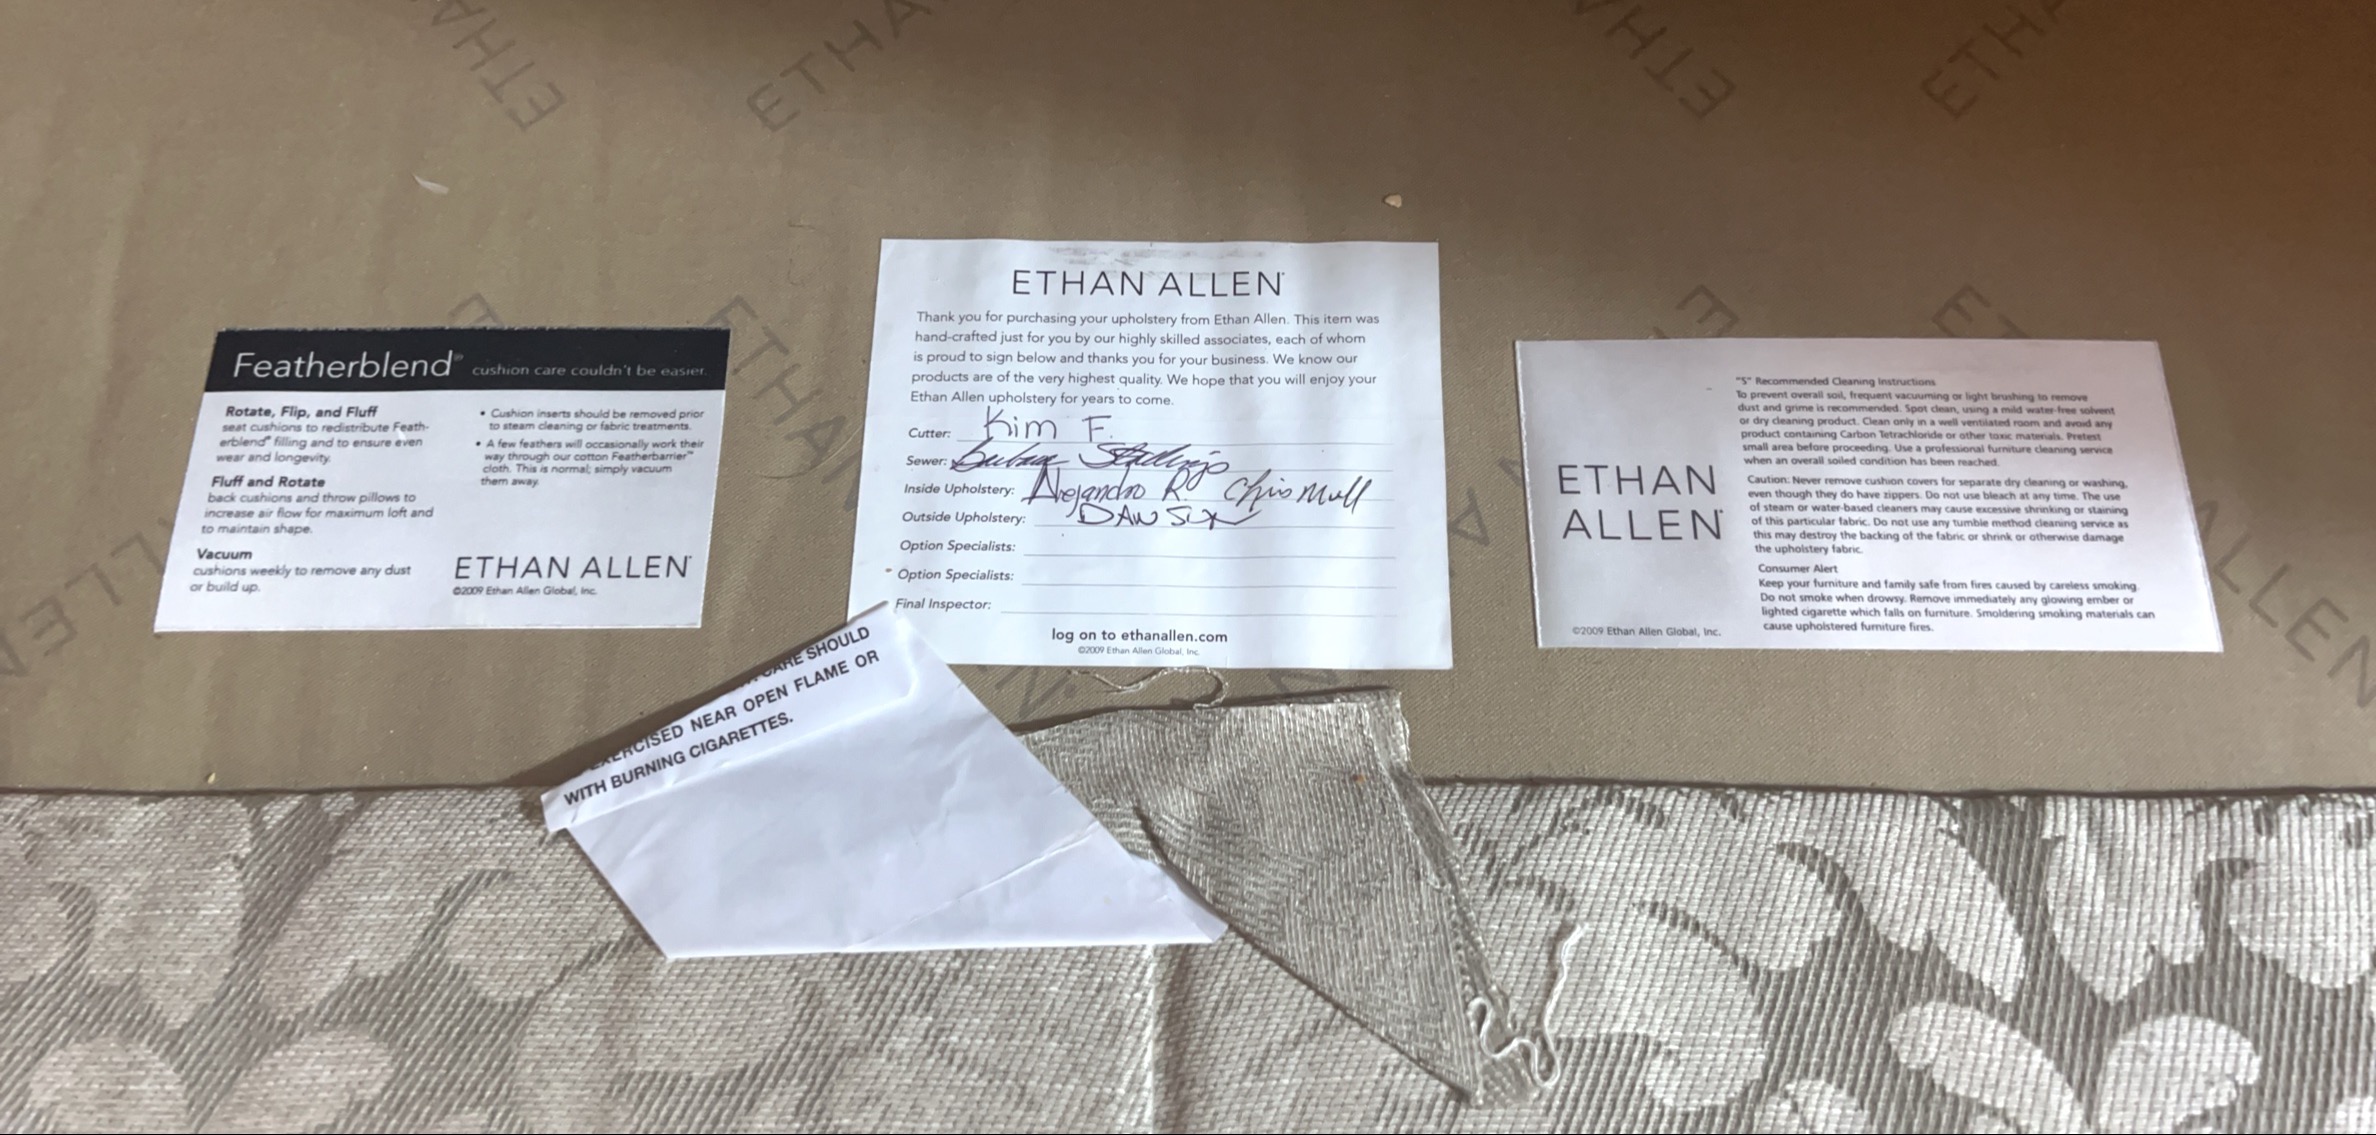 ETHAN
ETHAN
ETHA
ETHA
Featherblend® cushion care couldn't be easier.
Rotate, Flip, and Fluff
seat cushions to redistribute Feath-
erblend® filling and to ensure even
wear and longevity.
Fluff and Rotate
back cushions and throw pillows to
increase air flow for maximum loft and
to maintain shape.
Vacuum
cushions weekly to remove any dust
or build up.
• Cushion inserts should be removed prior
to steam cleaning or fabric treatments.
• A few feathers will occasionally work their
way through our cotton Featherbarrier™
cloth. This is normal; simply vacuum
them away.
ETHAN ALLEN®
©2009 Ethan Allen Global, Inc.
ETHAN ALLEN®
Thank you for purchasing your upholstery from Ethan Allen. This item was
hand-crafted just for you by our highly skilled associates, each of whom
is proud to sign below and thanks you for your business. We know our
products are of the very highest quality. We hope that you will enjoy your
Ethan Allen upholstery for years to come.
Cutter: Kim F.
Sewer:
Inside Upholstery: Alejandro R. Chris Mull
Outside Upholstery: DAWSON
Option Specialists:
Option Specialists:
Final Inspector:
log on to ethanallen.com
©2009 Ethan Allen Global, Inc.
ETHAN
ALLEN®
©2009 Ethan Allen Global, Inc.
"S" Recommended Cleaning Instructions
To prevent overall soil, frequent vacuuming or light brushing to remove
dust and grime is recommended. Spot clean, using a mild water-free solvent
or dry cleaning product. Clean only in a well ventilated room and avoid any
product containing Carbon Tetrachloride or other toxic materials. Pretest
small area before proceeding. Use a professional furniture cleaning service
when an overall soiled condition has been reached.
Caution: Never remove cushion covers for separate dry cleaning or washing,
even though they do have zippers. Do not use bleach at any time. The use
of steam or water-based cleaners may cause excessive shrinking or staining
of this particular fabric. Do not use any tumble method cleaning service as
this may destroy the backing of the fabric or shrink or otherwise damage
the upholstery fabric.
Consumer Alert
Keep your furniture and family safe from fires caused by careless smoking.
Do not smoke when drowsy. Remove immediately any glowing ember or
lighted cigarette which falls on furniture. Smoldering smoking materials can
cause upholstered furniture fires.
CARE SHOULD
EXERCISED NEAR OPEN FLAME OR
WITH BURNING CIGARETTES.
ALLEN